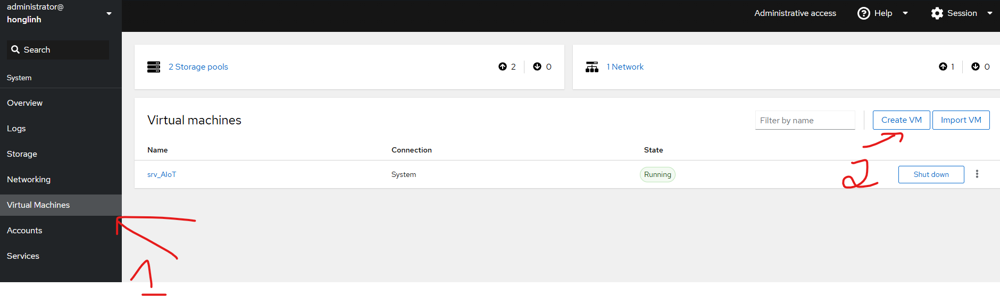 administrator@
honglinh
Administrative access
Help
Session
Search
System
Overview
Logs
Storage
Networking
Virtual Machines
Accounts
Services
2 Storage pools
2
0
1 Network
1
0
Virtual machines
Filter by name
Create VM
Import VM
Name Connection State
srv_AIoT System Running Shut down
2
1